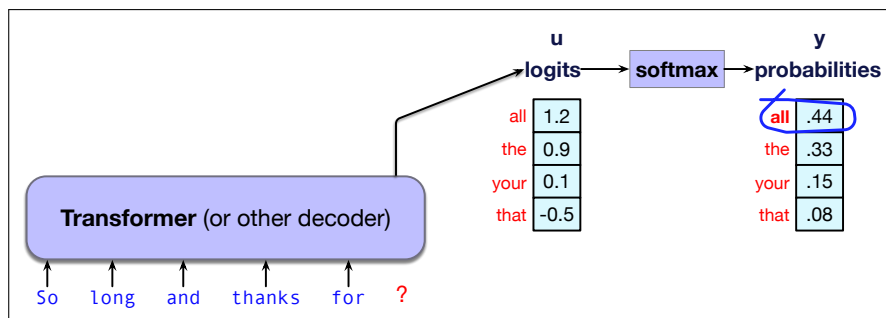 u
y
logits
softmax
probabilities
all 1.2
the 0.9
your 0.1
that -0.5
all .44
the .33
your .15
that .08
Transformer (or other decoder)
So long and thanks for ?